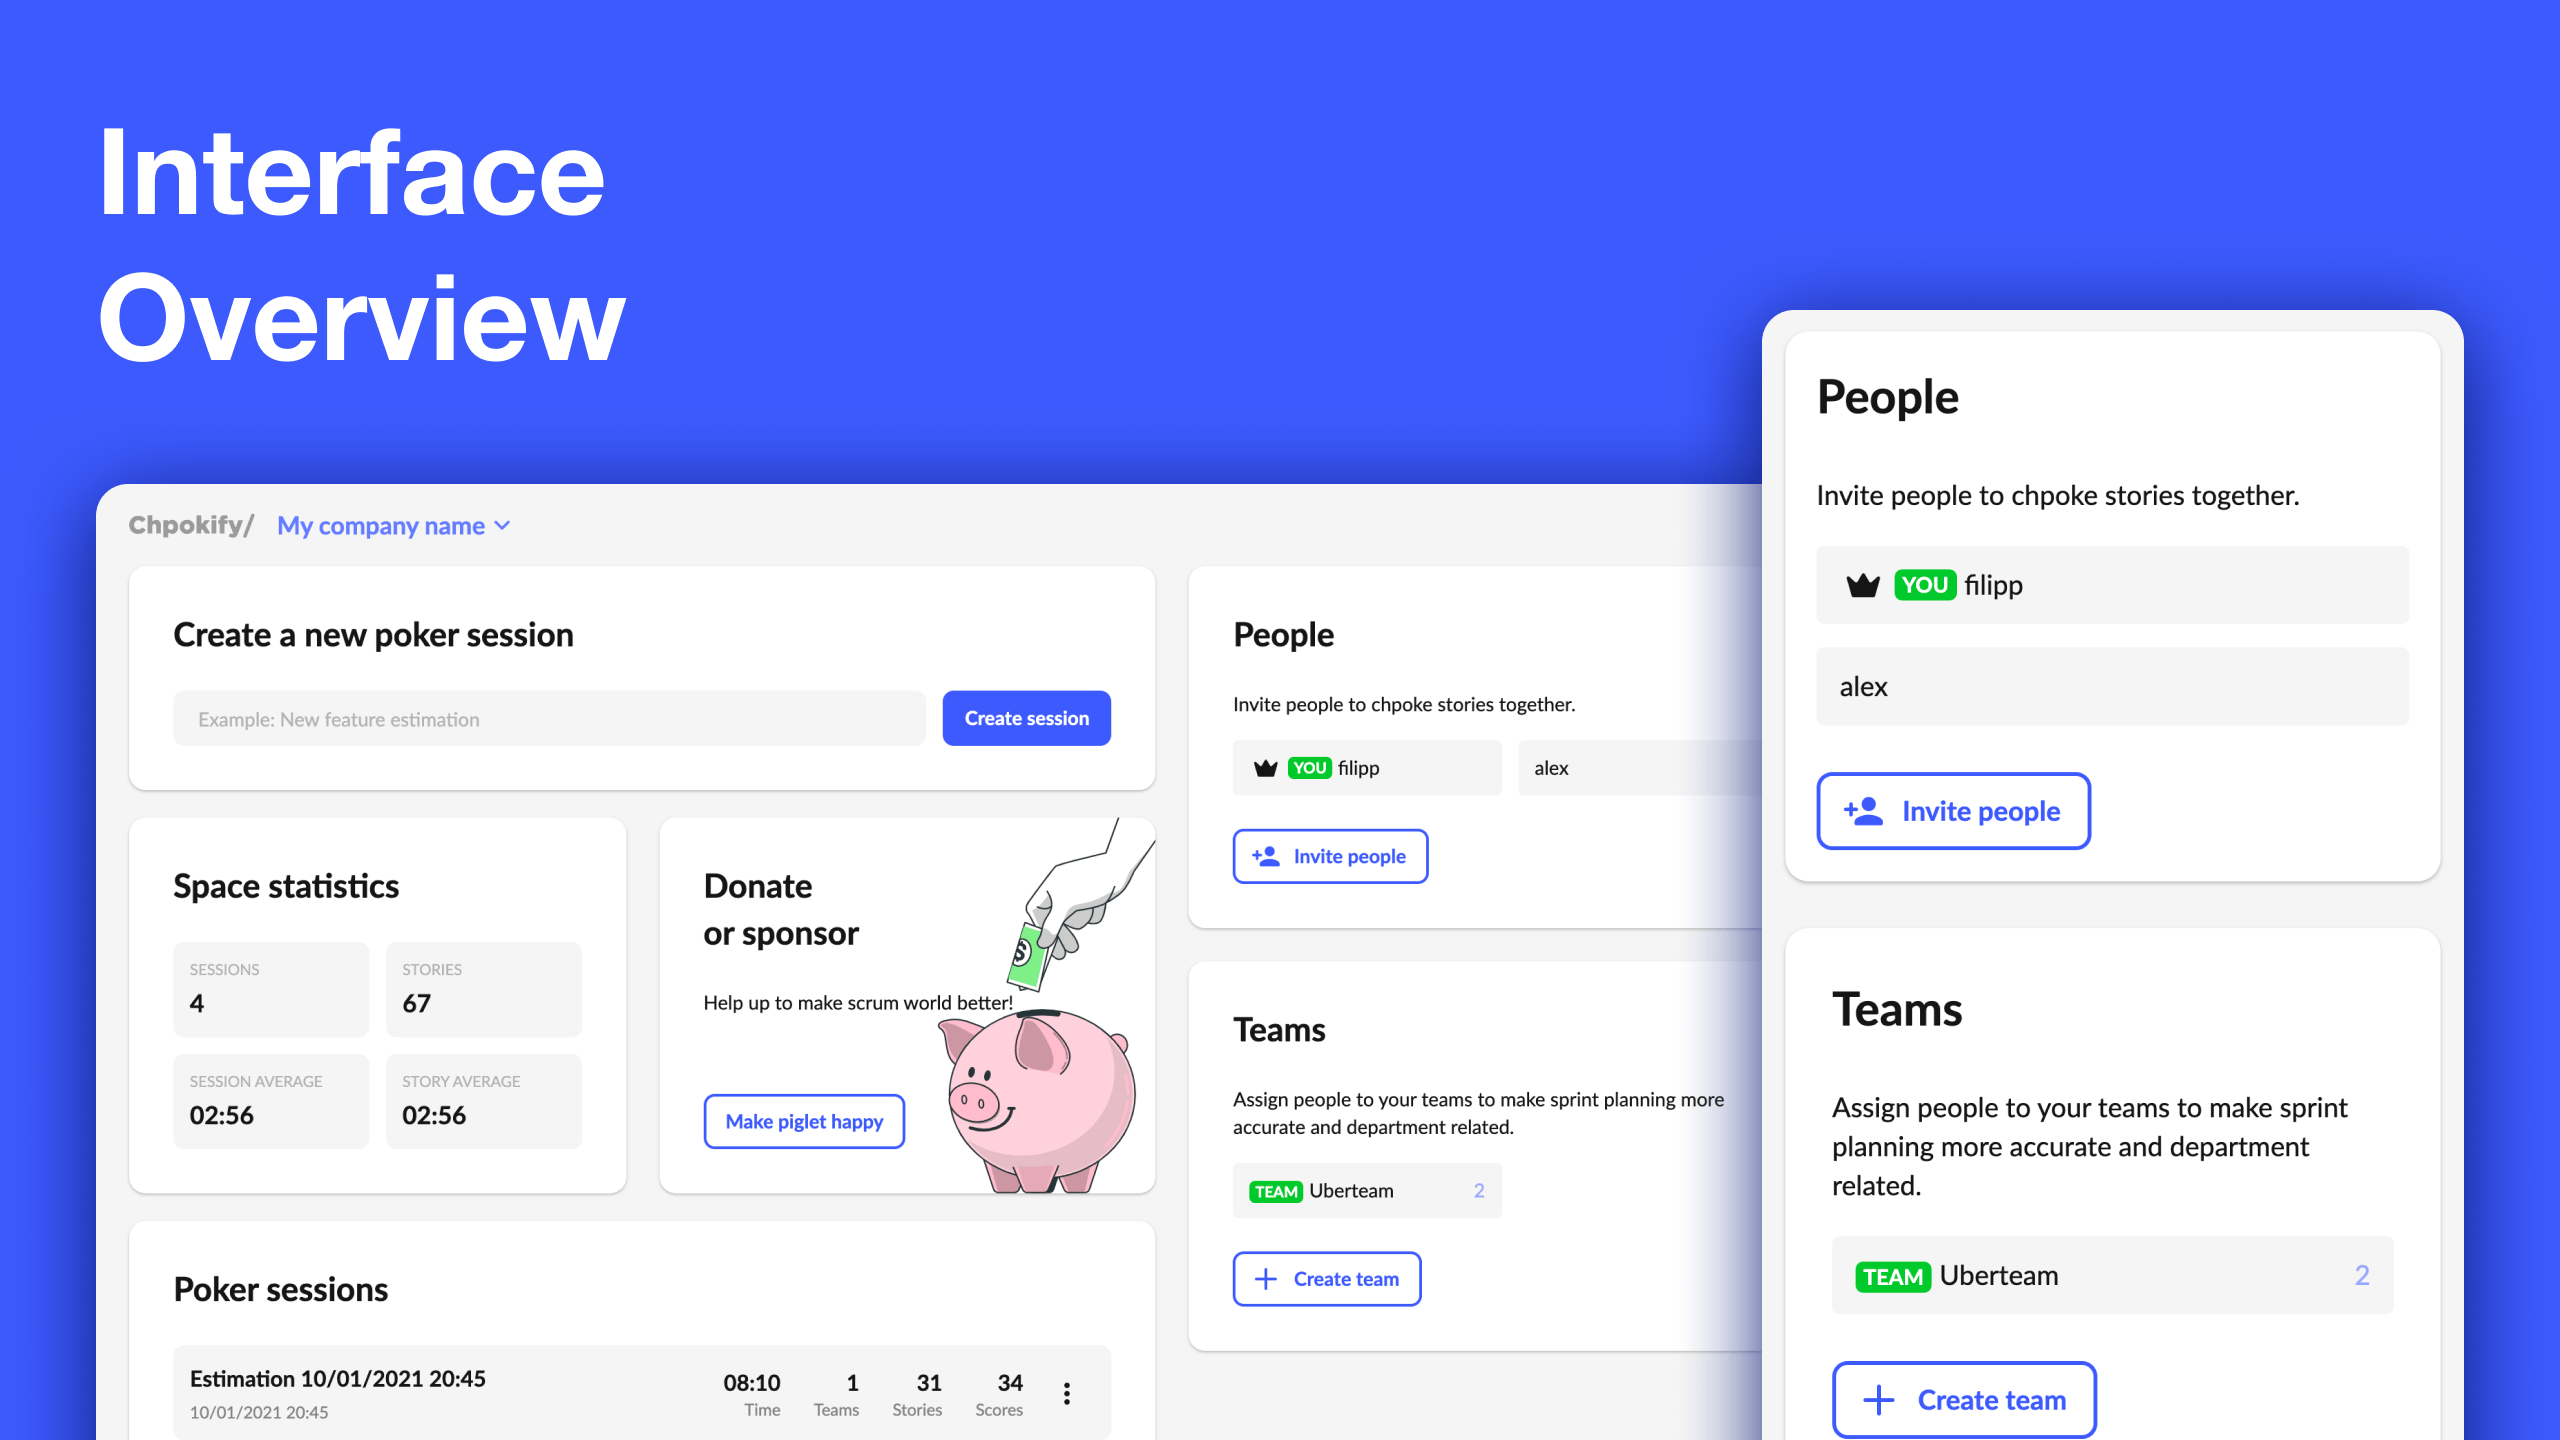 Interface
Overview
Chpokify/ My company name
Create a new poker session
Example: New feature estimation
Create session
Space statistics
SESSIONS
4
STORIES
67
SESSION AVERAGE
02:56
STORY AVERAGE
02:56
Donate
or sponsor
Help up to make scrum world better!
Make piglet happy
$
Poker sessions
Estimation 10/01/2021 20:45
10/01/2021 20:45
08:10
Time
1
Teams
31
Stories
34
Scores
People
Invite people to chpoke stories together.
YOU filipp
alex
Invite people
Teams
Assign people to your teams to make sprint planning more
accurate and department related.
TEAM Uberteam 2
Create team
People
Invite people to chpoke stories together.
YOU filipp
alex
Invite people
Teams
Assign people to your teams to make sprint
planning more accurate and department
related.
TEAM Uberteam 2
Create team